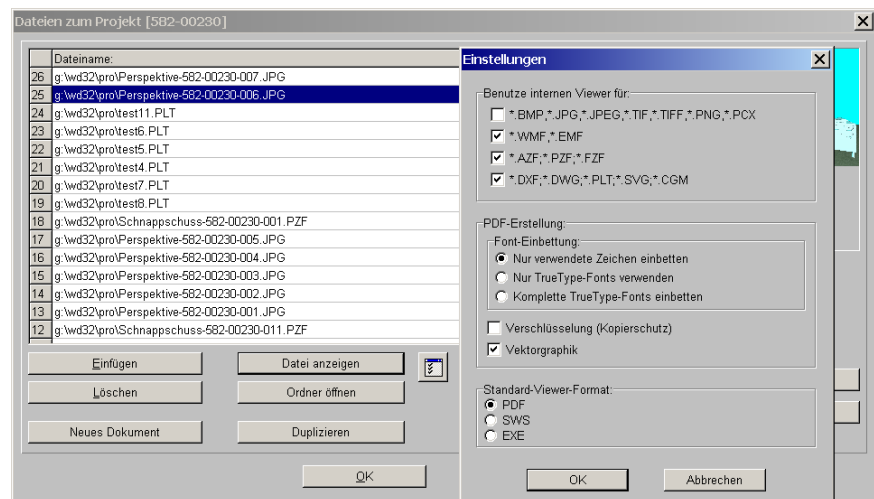 Dateien zum Projekt [582-00230]
Dateiname:
26 g:\wd32\pro\Perspektive-582-00230-007.JPG
25 g:\wd32\pro\Perspektive-582-00230-006.JPG
24 g:\wd32\pro\test11.PLT
23 g:\wd32\pro\test6.PLT
22 g:\wd32\pro\test5.PLT
21 g:\wd32\pro\test4.PLT
20 g:\wd32\pro\test7.PLT
19 g:\wd32\pro\test8.PLT
18 g:\wd32\pro\Schnappschuss-582-00230-001.PZF
17 g:\wd32\pro\Perspektive-582-00230-005.JPG
16 g:\wd32\pro\Perspektive-582-00230-004.JPG
15 g:\wd32\pro\Perspektive-582-00230-003.JPG
14 g:\wd32\pro\Perspektive-582-00230-002.JPG
13 g:\wd32\pro\Perspektive-582-00230-001.JPG
12 g:\wd32\pro\Schnappschuss-582-00230-011.PZF
Einfügen
Datei anzeigen
Löschen
Ordner öffnen
Neues Dokument
Duplizieren
OK
Einstellungen
Benutze internen Viewer für:
*.BMP,*.JPG,*.JPEG,*.TIF,*.TIFF,*.PNG,*.PCX
*.WMF,*.EMF
*.AZF;*.PZF;*.FZF
*.DXF;*.DWG;*.PLT;*.SVG;*.CGM
PDF-Erstellung:
Font-Einbettung:
Nur verwendete Zeichen einbetten
Nur TrueType-Fonts verwenden
Komplette TrueType-Fonts einbetten
Verschlüsselung (Kopierschutz)
Vektorgraphik
Standard-Viewer-Format:
PDF
SWS
EXE
OK
Abbrechen